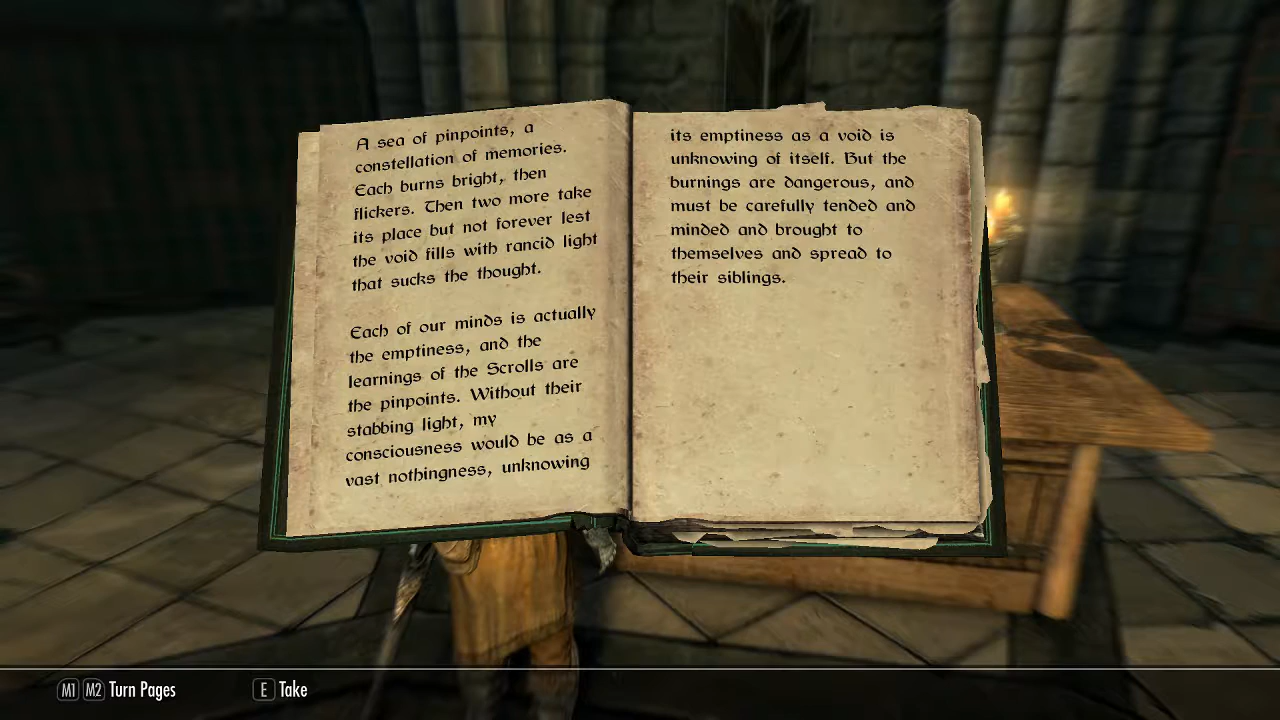 A sea of pinpoints, a
constellation of memories.
Each burns bright, then
flickers. Then two more take
its place but not forever lest
the void fills with rancid light
that sucks the thought.
Each of our minds is actually
the emptiness, and the
learnings of the Scrolls are
the pinpoints. Without their
stabbing light, my
consciousness would be as a
vast nothingness, unknowing
its emptiness as a void is
unknowing of itself. But the
burnings are dangerous, and
must be carefully tended and
minded and brought to
themselves and spread to
their siblings.
M1 M2 Turn Pages
E Take